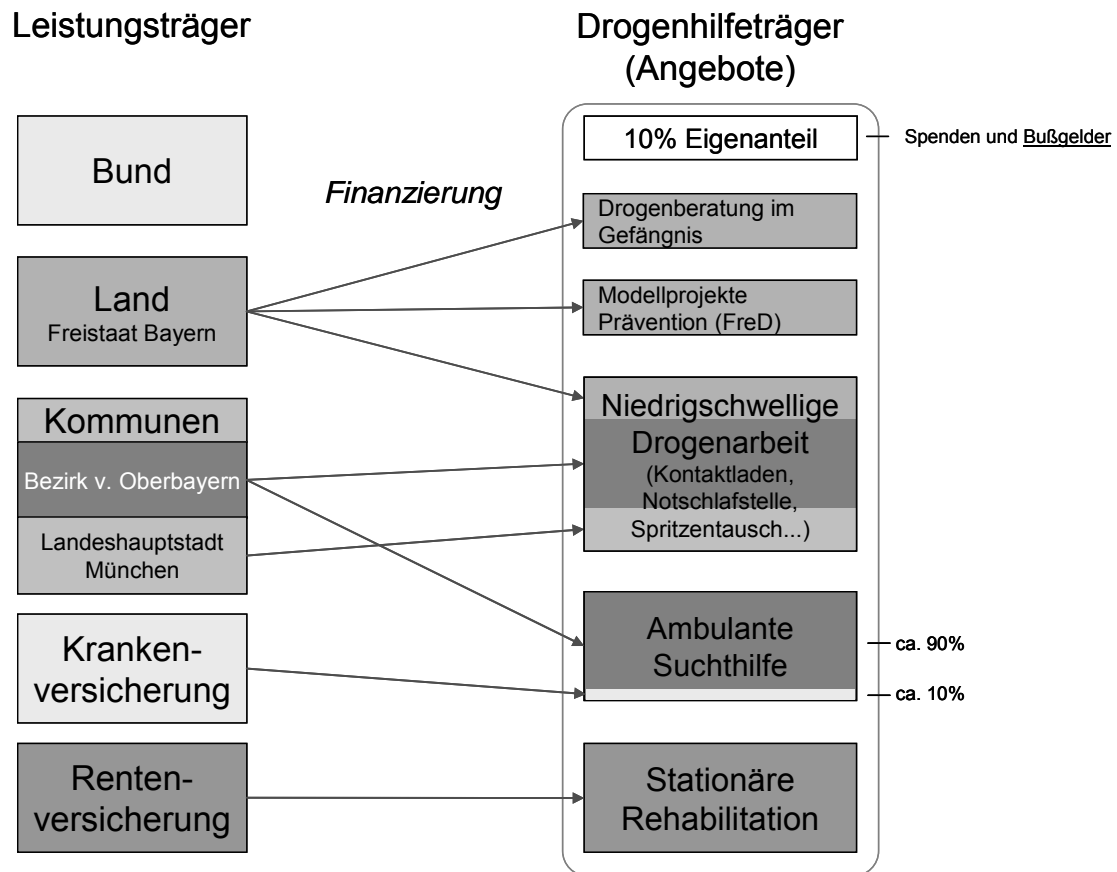 Leistungsträger
Drogenhilfeträger
(Angebote)
Bund
Land
Freistaat Bayern
Kommunen
Bezirk v. Oberbayern
Landeshauptstadt
München
Kranken-
versicherung
Renten-
versicherung
Finanzierung
10% Eigenanteil
Spenden und Bußgelder
Drogenberatung im
Gefängnis
Modellprojekte
Prävention (FreD)
Niedrigschwellige
Drogenarbeit
(Kontaktladen,
Notschlafstelle,
Spritzentausch...)
Ambulante
Suchthilfe
ca. 90%
ca. 10%
Stationäre
Rehabilitation